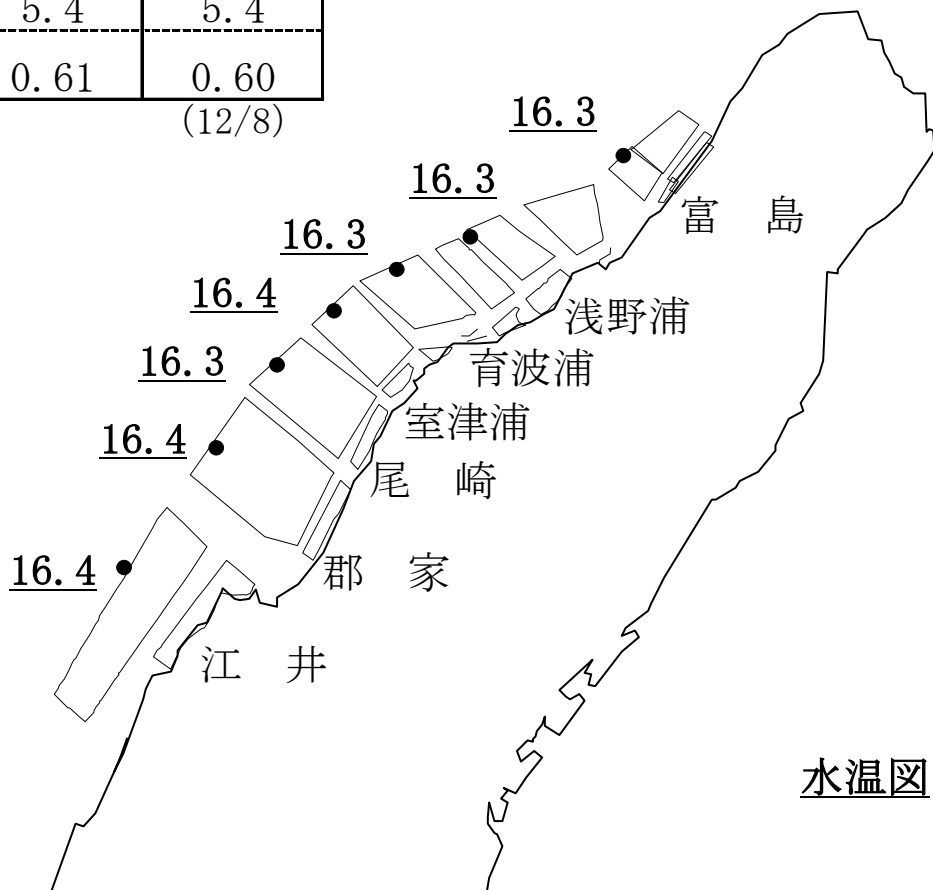 5.4 5.4
0.61 0.60
(12/8)
16.3
16.3
富 島
16.3
16.4
浅野浦
16.3
育波浦
16.4
室津浦
尾 崎
16.4
郡 家
江 井
水温図